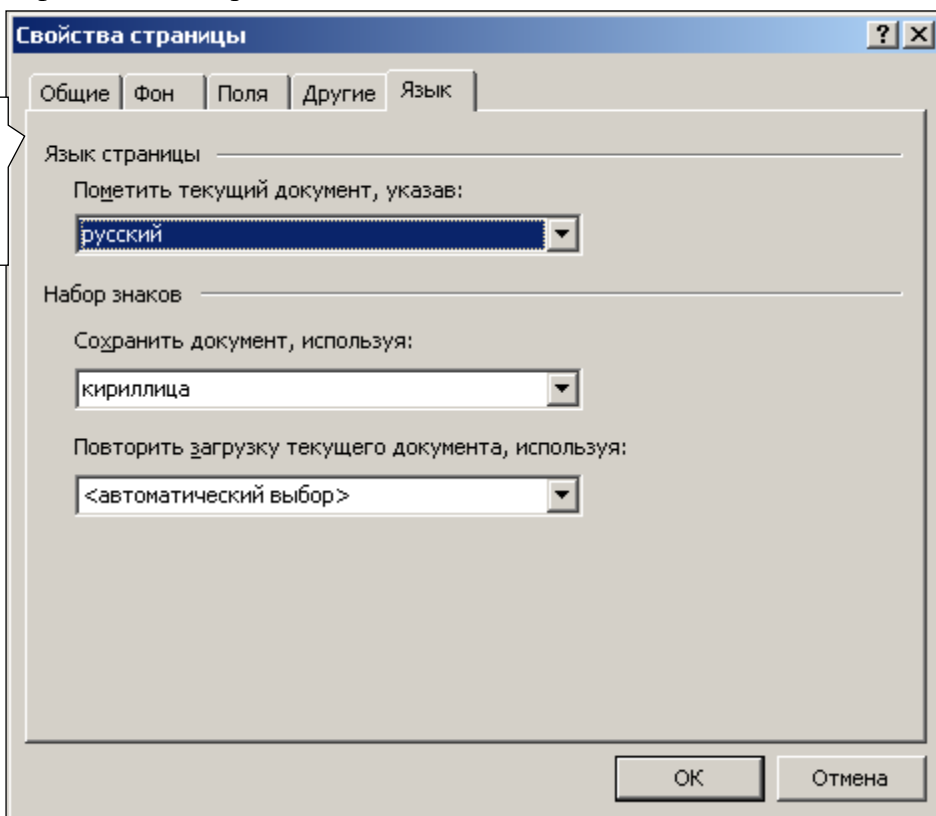 Свойства страницы
Общие Фон Поля Другие Язык
Язык страницы
Пометить текущий документ, указав:
русский
Набор знаков
Сохранить документ, используя:
кириллица
Повторить загрузку текущего документа, используя:
<автоматический выбор>
OK Отмена